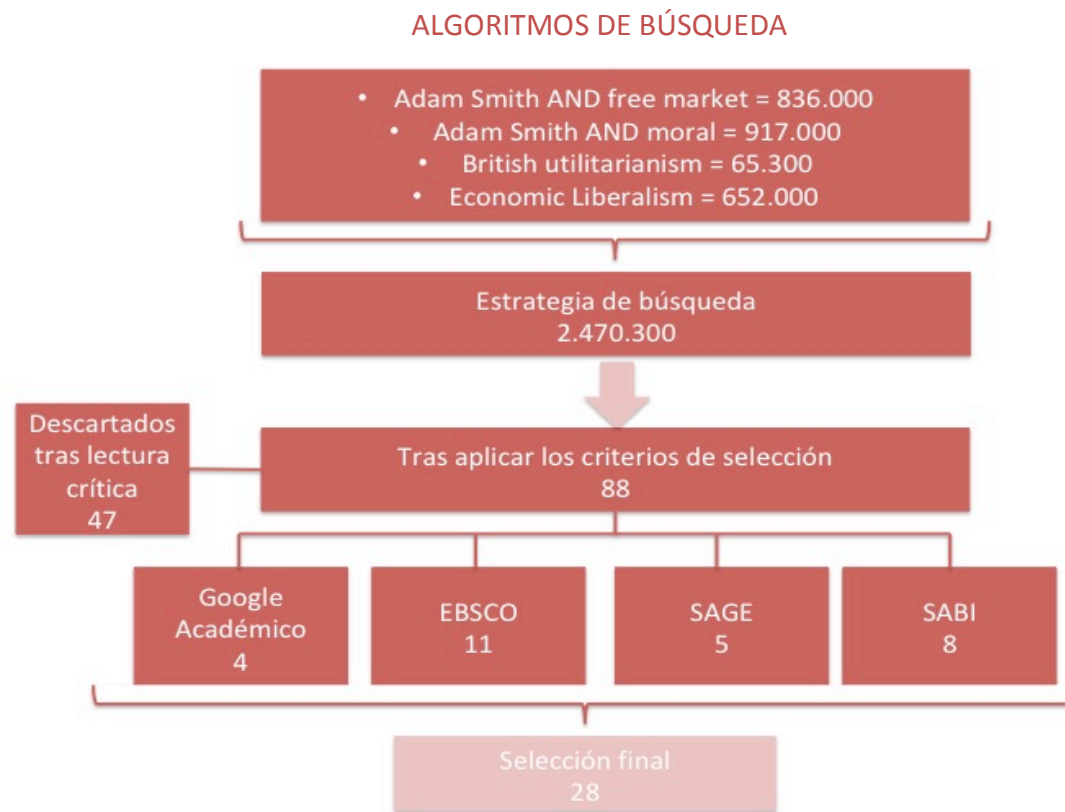 ALGORITMOS DE BÚSQUEDA
• Adam Smith AND free market = 836.000
• Adam Smith AND moral = 917.000
• British utilitarianism = 65.300
• Economic Liberalism = 652.000
Estrategia de búsqueda
2.470.300
Descartados
tras lectura
crítica
47
Tras aplicar los criterios de selección
88
Google
Académico
4
EBSCO
11
SAGE
5
SABI
8
Selección final
28